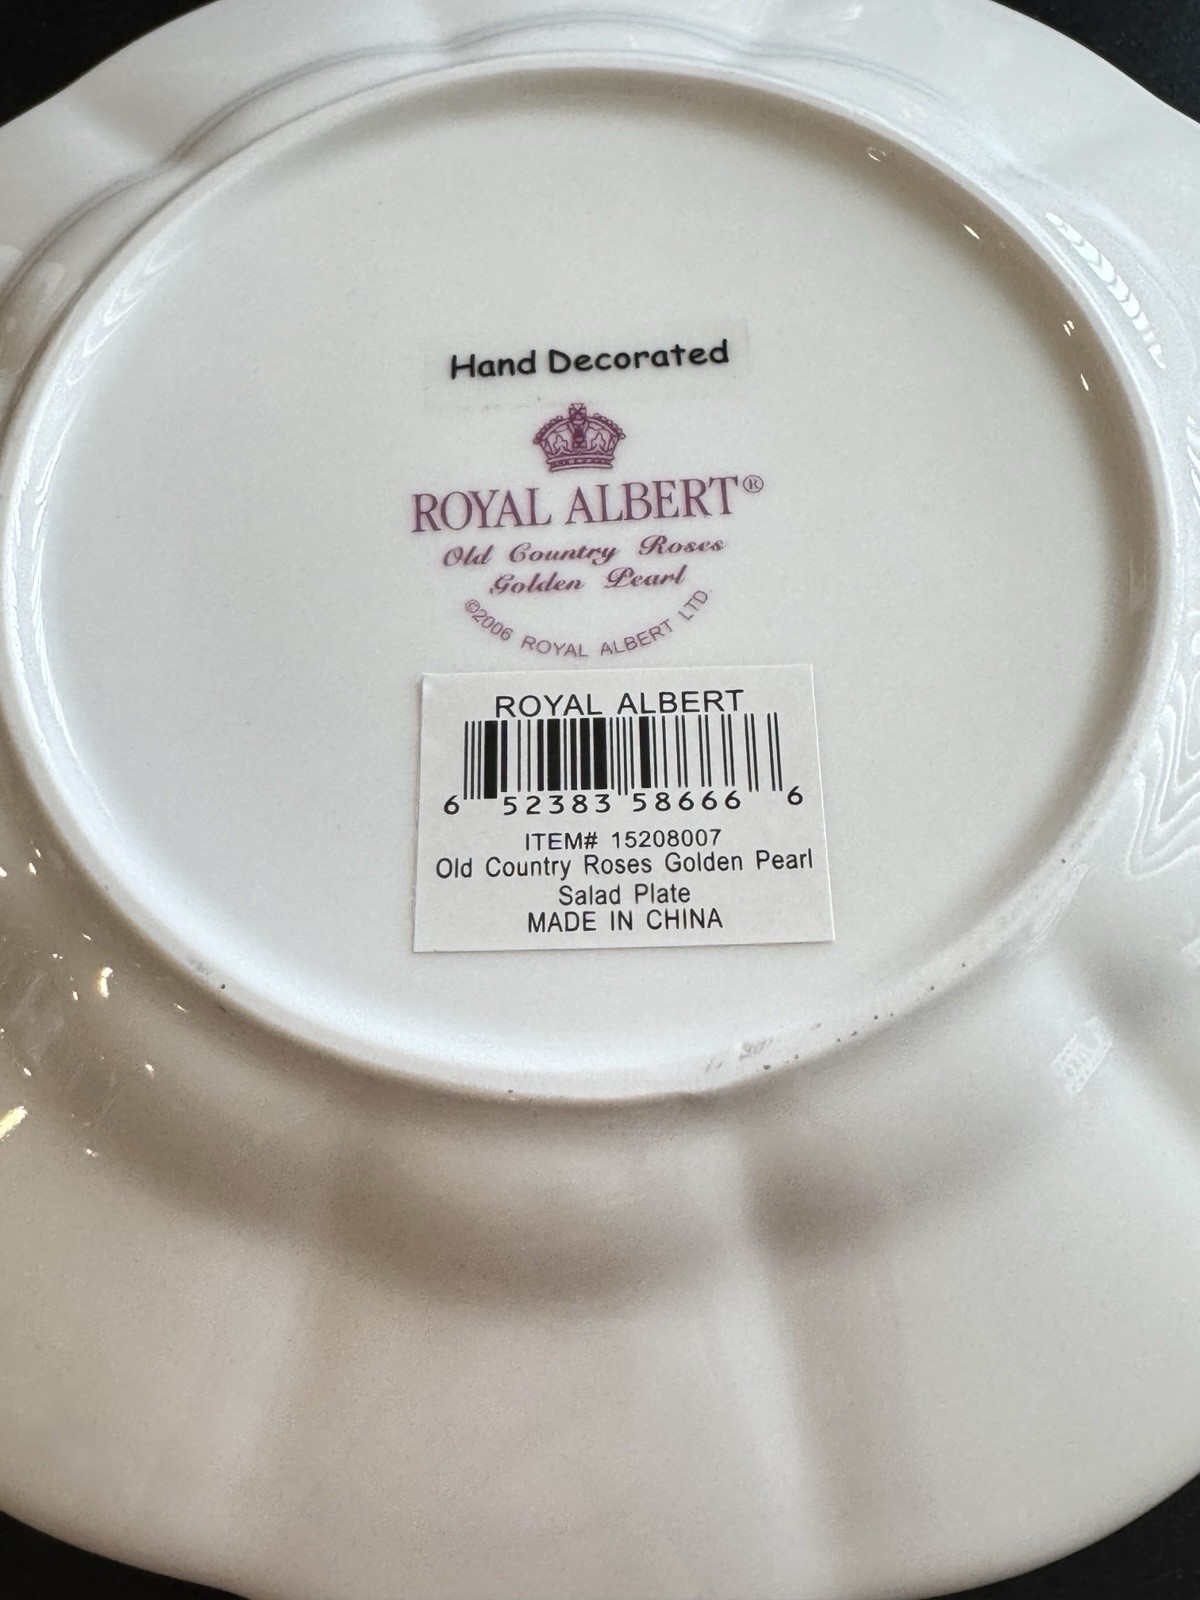 Hand Decorated
ROYAL ALBERT®
Old Country Roses
Golden Pearl
©2006 ROYAL ALBERT LTD
ROYAL ALBERT
6 52383 58666 6
ITEM# 15208007
Old Country Roses Golden Pearl
Salad Plate
MADE IN CHINA